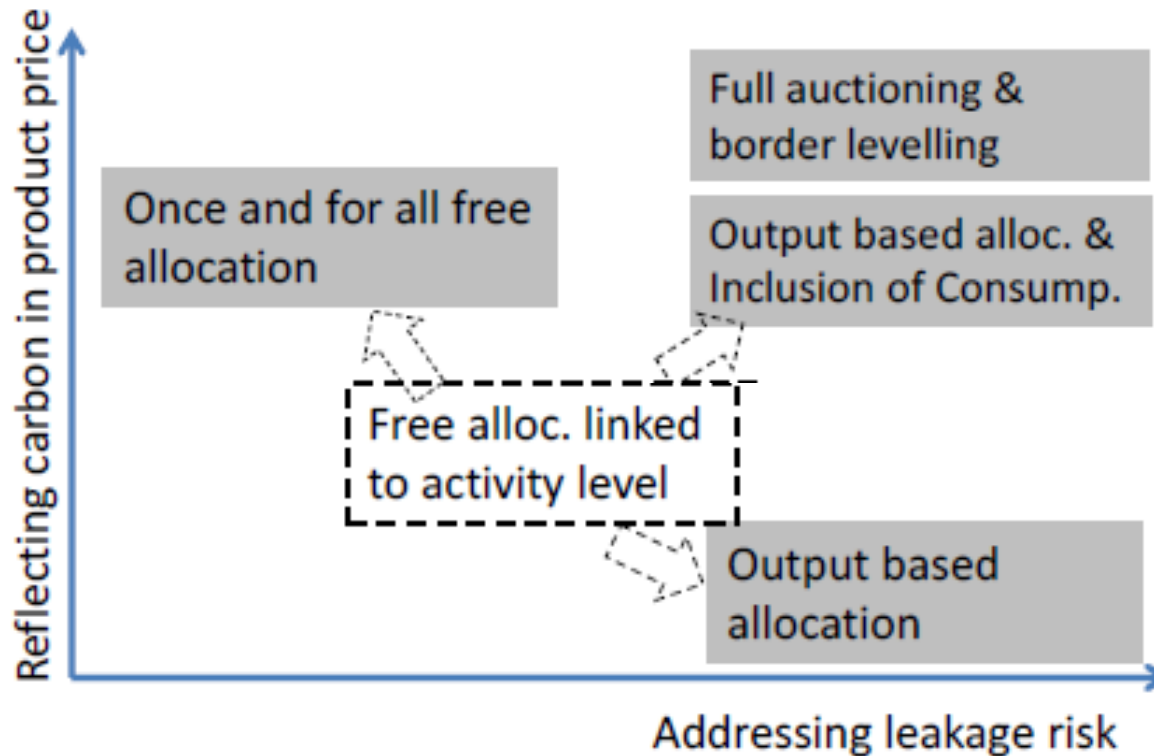 Reflecting carbon in product price
Full auctioning &
border levelling
Once and for all free
allocation
Output based alloc. &
Inclusion of Consump.
Free alloc. linked
to activity level
Output based
allocation
Addressing leakage risk